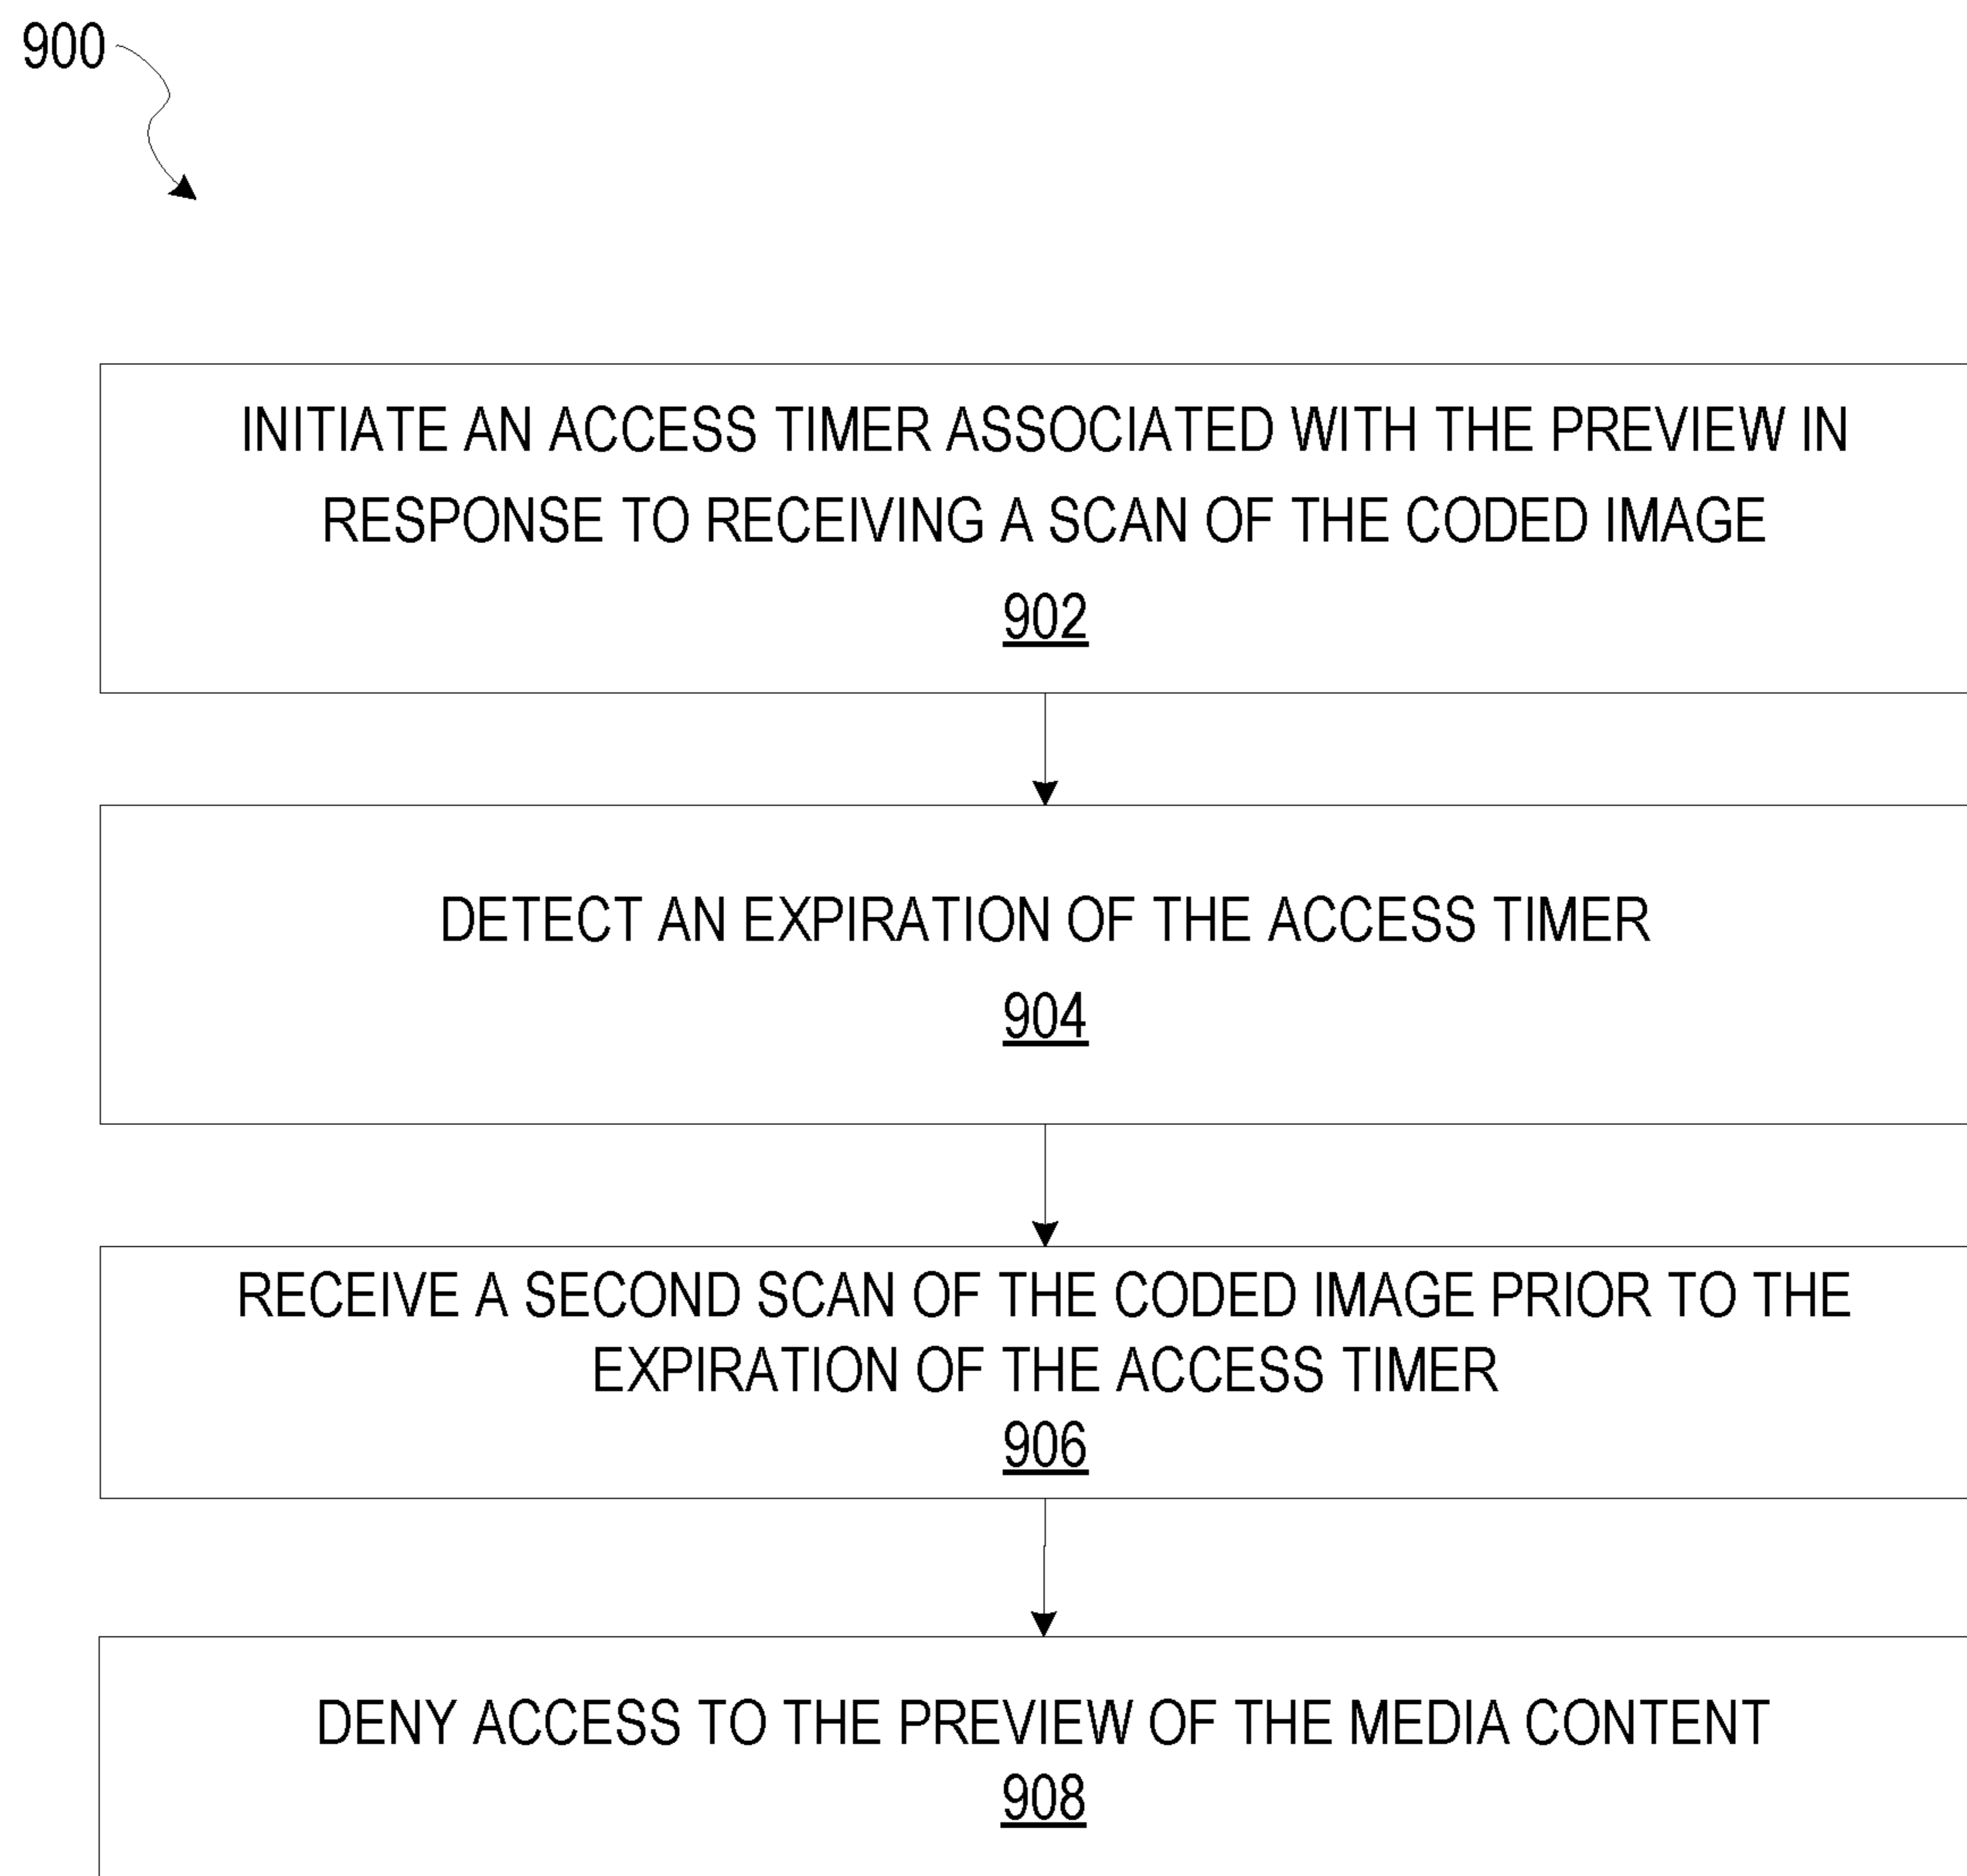 900
INITIATE AN ACCESS TIMER ASSOCIATED WITH THE PREVIEW IN
RESPONSE TO RECEIVING A SCAN OF THE CODED IMAGE
902
DETECT AN EXPIRATION OF THE ACCESS TIMER
904
RECEIVE A SECOND SCAN OF THE CODED IMAGE PRIOR TO THE
EXPIRATION OF THE ACCESS TIMER
906
DENY ACCESS TO THE PREVIEW OF THE MEDIA CONTENT
908